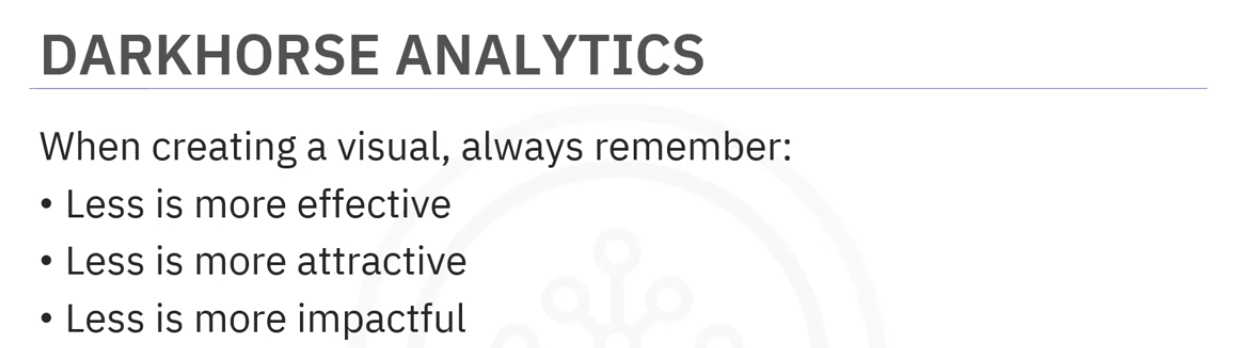 DARKHORSE ANALYTICS
When creating a visual, always remember:
• Less is more effective
• Less is more attractive
• Less is more impactful